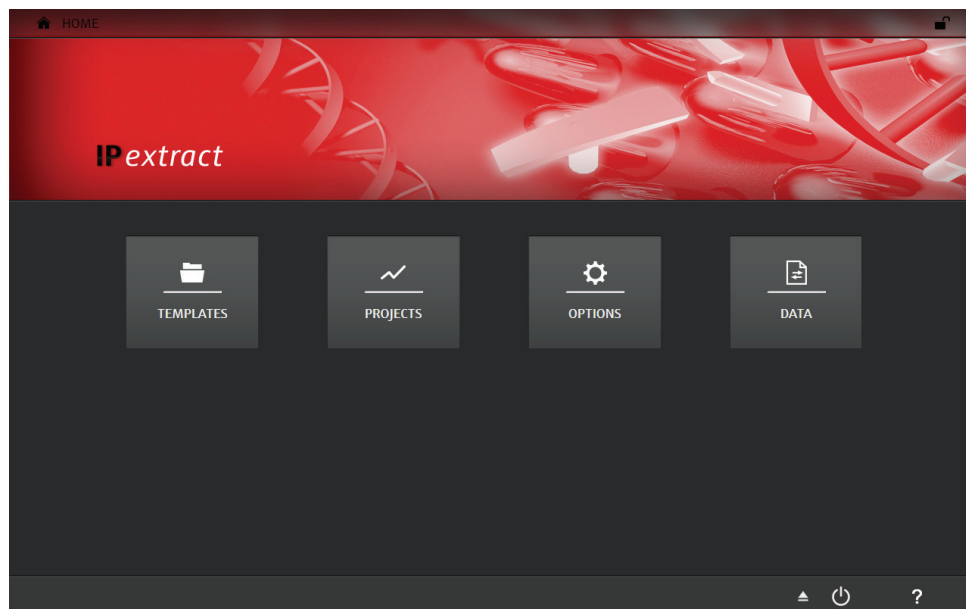 HOME
IPextract
TEMPLATES
PROJECTS
OPTIONS
DATA
?